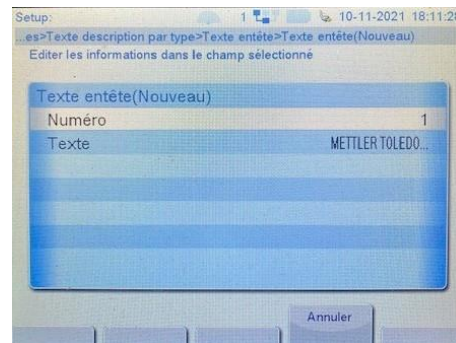 Setup: 1 10-11-2021 18:11:28
...es>Texte description par type>Texte entête>Texte entête(Nouveau)
Editer les informations dans le champ sélectionné
Texte entête(Nouveau)
Numéro 1
Texte METTLER TOLEDO...
Annuler